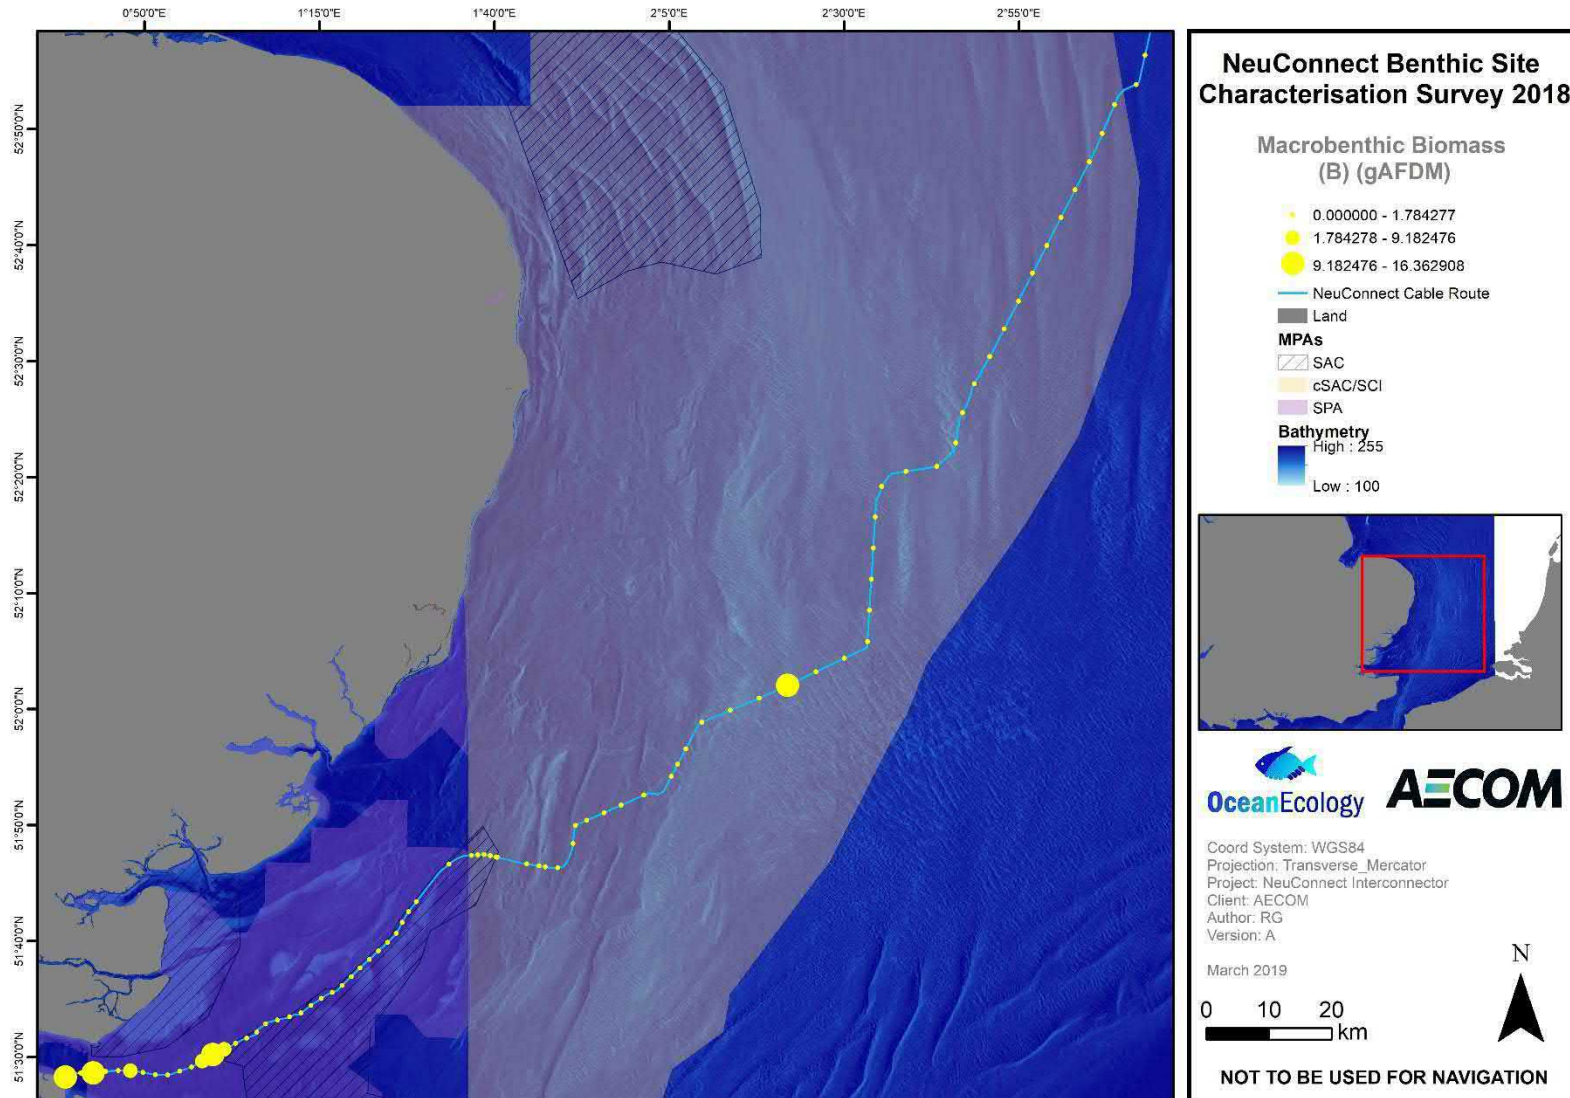 0°50'0"E
1°15'0"E
1°40'0"E
2°5'0"E
2°30'0"E
2°55'0"E
52°50'0"N
52°40'0"N
52°30'0"N
52°20'0"N
52°10'0"N
52°0'0"N
51°50'0"N
51°40'0"N
51°30'0"N
NeuConnect Benthic Site
Characterisation Survey 2018
Macrobenthic Biomass
(B) (gAFDM)
0.000000 - 1.784277
1.784278 - 9.182476
9.182476 - 16.362908
NeuConnect Cable Route
Land
MPAs
SAC
cSAC/SCI
SPA
Bathymetry
High : 255
Low : 100
OceanEcology
AECOM
Coord System: WGS84
Projection: Transverse_Mercator
Project: NeuConnect Interconnector
Client: AECOM
Author: RG
Version: A
March 2019
N
0 10 20
km
NOT TO BE USED FOR NAVIGATION